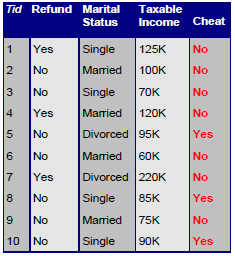 Tid Refund Marital Status Taxable Income Cheat
1 Yes Single 125K No
2 No Married 100K No
3 No Single 70K No
4 Yes Married 120K No
5 No Divorced 95K Yes
6 No Married 60K No
7 Yes Divorced 220K No
8 No Single 85K Yes
9 No Married 75K No
10 No Single 90K Yes